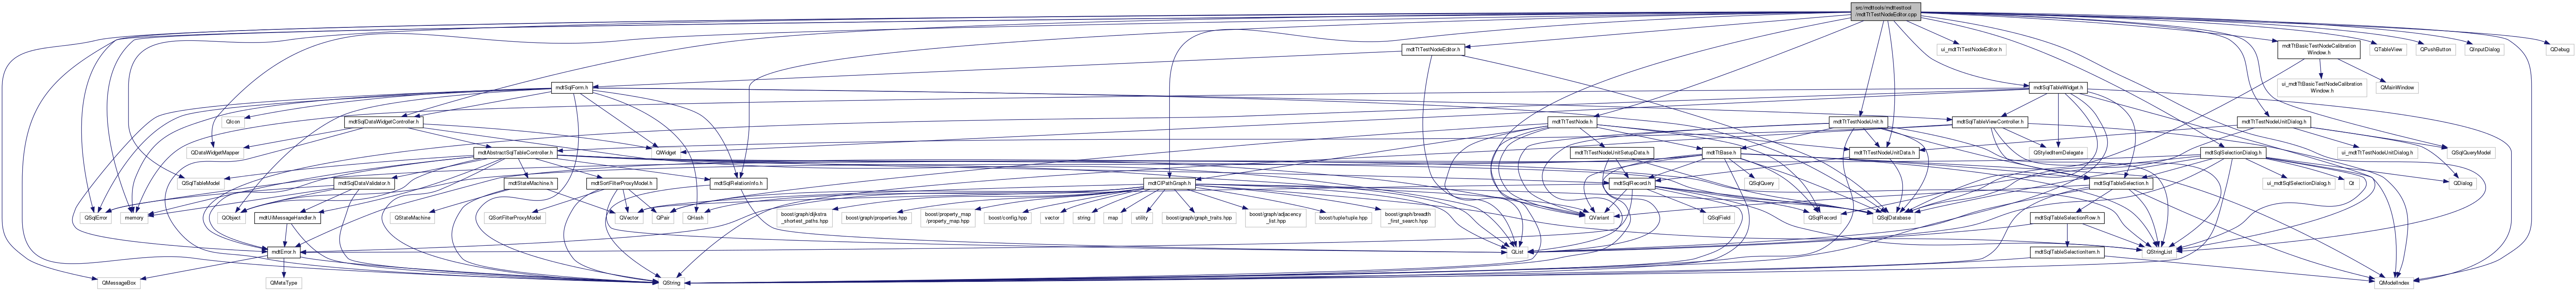 src/mdttools/mdttesttool
/mdtTtTestNodeEditor.cpp
mdtTtTestNodeEditor.h
ui_mdtTtTestNodeEditor.h
mdtTtBasicTestNodeCalibration
Window.h
QTableView
QPushButton
QInputDialog
QDebug
mdtSqlForm.h
mdtSqlTableWidget.h
ui_mdtTtBasicTestNodeCalibration
Window.h
QMainWindow
QIcon
mdtSqlDataWidgetController.h
mdtTtTestNode.h
mdtTtTestNodeUnit.h
mdtSqlTableViewController.h
mdtTtTestNodeUnitDialog.h
QDataWidgetMapper
mdtAbstractSqlTableController.h
QWidget
mdtTtTestNodeUnitSetupData.h
mdtTtBase.h
mdtTtTestNodeUnitData.h
QStyledItemDelegate
mdtSqlSelectionDialog.h
ui_mdtTtTestNodeUnitDialog.h
QSqlQueryModel
QSqlTableModel
mdtSqlDataValidator.h
mdtStateMachine.h
mdtSortFilterProxyModel.h
mdtSqlRelationInfo.h
mdtClPathGraph.h
mdtSqlRecord.h
QSqlQuery
mdtSqlTableSelection.h
ui_mdtSqlSelectionDialog.h
Qt
QDialog
QSqlError
memory
QObject
mdtUiMessageHandler.h
QStateMachine
QSortFilterProxyModel
QVector
QPair
QHash
boost/graph/dijkstra
_shortest_paths.hpp
boost/graph/properties.hpp
boost/property_map
/property_map.hpp
boost/config.hpp
vector
string
map
utility
boost/graph/graph_traits.hpp
boost/graph/adjacency
_list.hpp
boost/tuple/tuple.hpp
boost/graph/breadth
_first_search.hpp
QVariant
QSqlField
QSqlRecord
QSqlDatabase
mdtSqlTableSelectionRow.h
mdtError.h
QList
mdtSqlTableSelectionItem.h
QStringList
QMessageBox
QMetaType
QString
QModelIndex